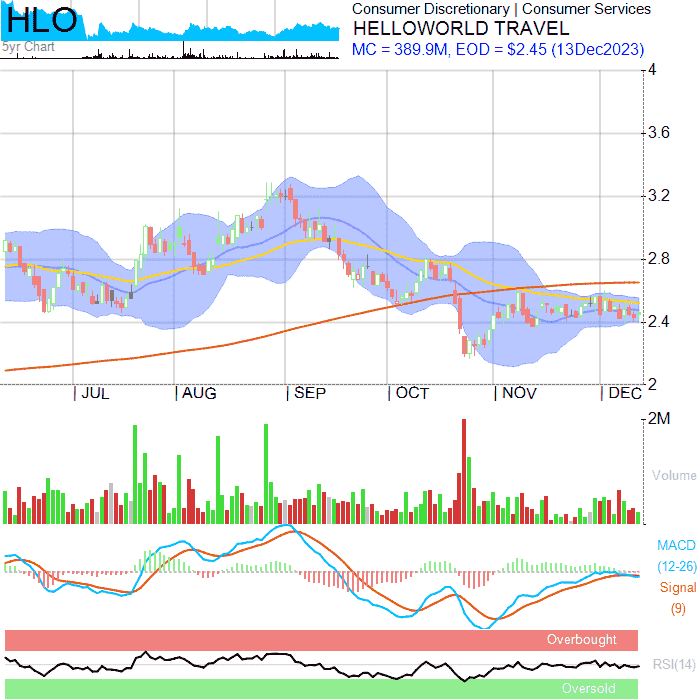 HLO
5yr Chart
Consumer Discretionary | Consumer Services
HELLOWORLD TRAVEL
MC = 389.9M, EOD = $2.45 (13Dec2023)
4
3.6
3.2
2.8
2.4
2
| JUL | AUG | SEP | OCT | NOV | DEC
2M
Volume
MACD
(12-26)
Signal
(9)
Overbought
RSI(14)
Oversold